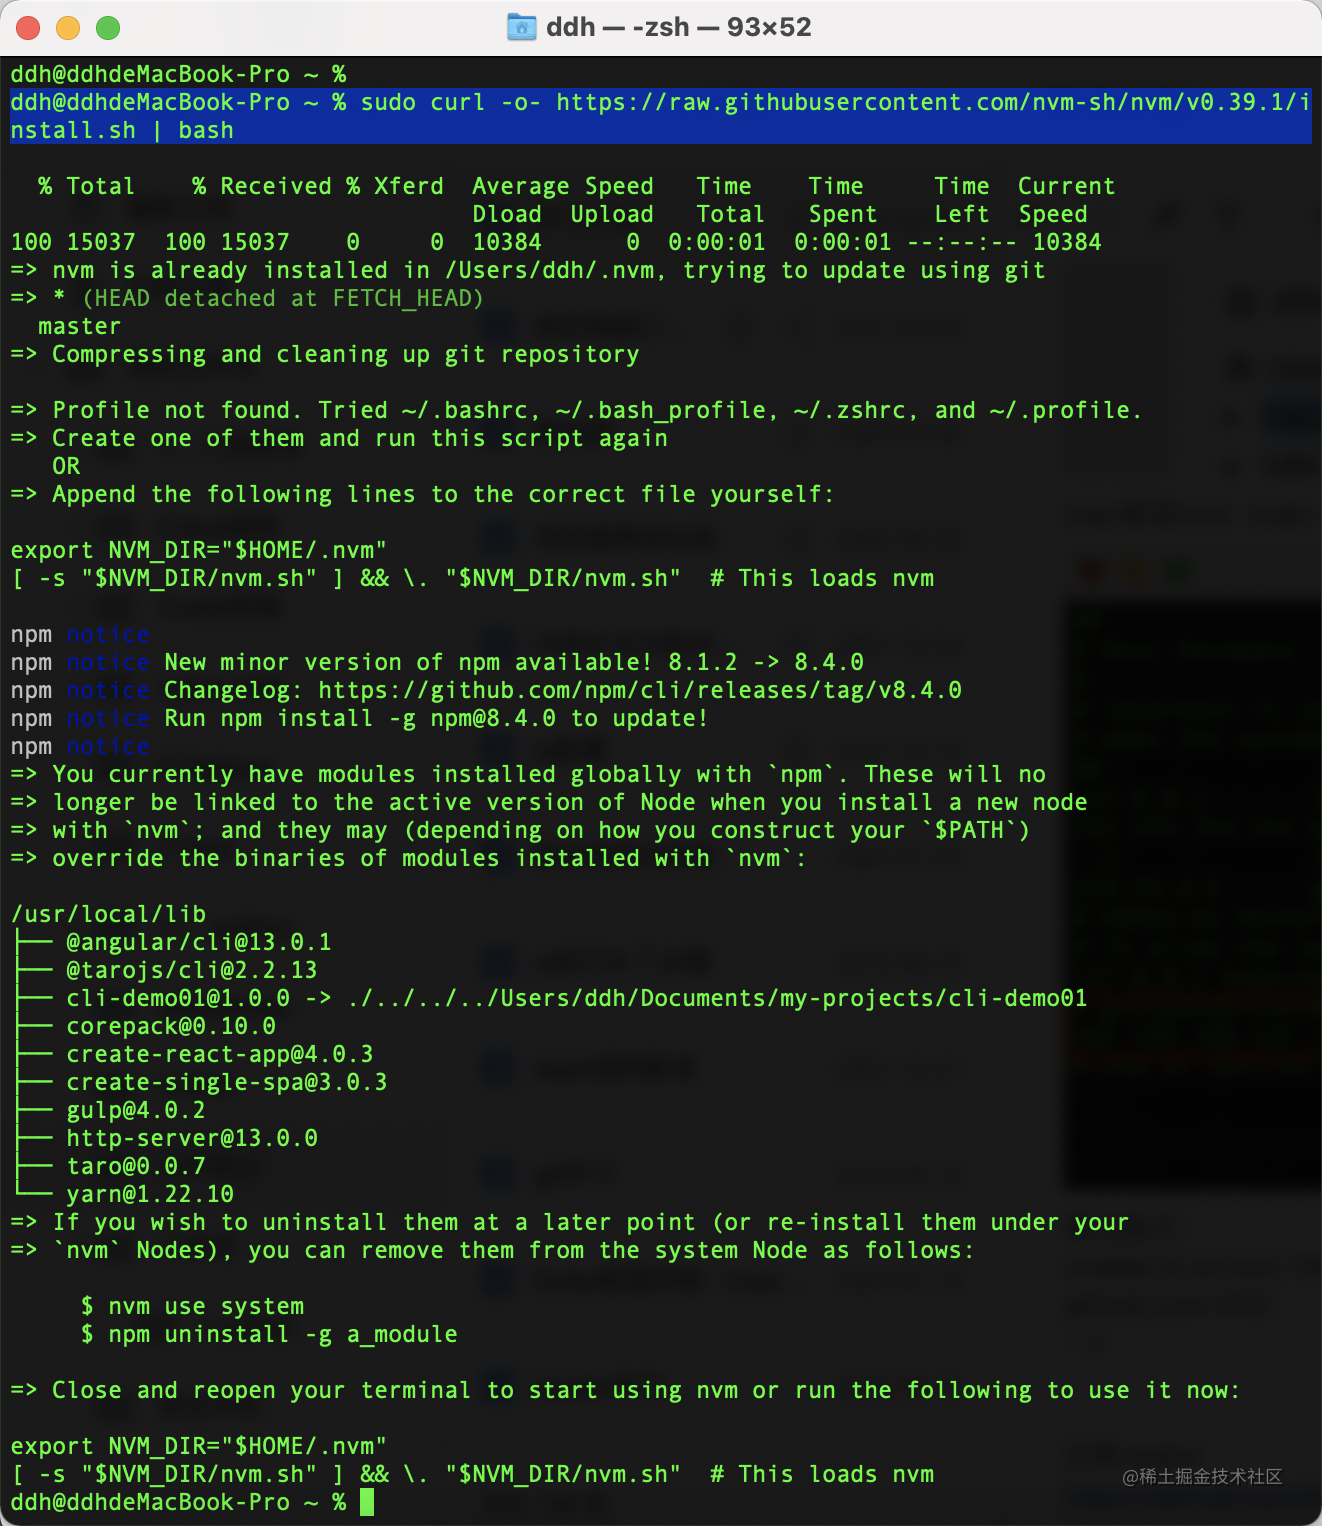 ddh — -zsh — 93×52
ddh@ddhdeMacBook-Pro ~ %
ddh@ddhdeMacBook-Pro ~ % sudo curl -o- https://raw.githubusercontent.com/nvm-sh/nvm/v0.39.1/i
nstall.sh | bash
  % Total    % Received % Xferd  Average Speed   Time    Time     Time  Current
                                 Dload  Upload   Total   Spent    Left  Speed
100 15037  100 15037    0     0  10384      0  0:00:01  0:00:01 --:--:-- 10384
=> nvm is already installed in /Users/ddh/.nvm, trying to update using git
=> * (HEAD detached at FETCH_HEAD)
  master
=> Compressing and cleaning up git repository
=> Profile not found. Tried ~/.bashrc, ~/.bash_profile, ~/.zshrc, and ~/.profile.
=> Create one of them and run this script again
   OR
=> Append the following lines to the correct file yourself:
export NVM_DIR="$HOME/.nvm"
[ -s "$NVM_DIR/nvm.sh" ] && \. "$NVM_DIR/nvm.sh"  # This loads nvm
npm notice
npm notice New minor version of npm available! 8.1.2 -> 8.4.0
npm notice Changelog: https://github.com/npm/cli/releases/tag/v8.4.0
npm notice Run npm install -g npm@8.4.0 to update!
npm notice
=> You currently have modules installed globally with `npm`. These will no
=> longer be linked to the active version of Node when you install a new node
=> with `nvm`; and they may (depending on how you construct your `$PATH`)
=> override the binaries of modules installed with `nvm`:
/usr/local/lib
├── @angular/cli@13.0.1
├── @tarojs/cli@2.2.13
├── cli-demo01@1.0.0 -> ./../../../Users/ddh/Documents/my-projects/cli-demo01
├── corepack@0.10.0
├── create-react-app@4.0.3
├── create-single-spa@3.0.3
├── gulp@4.0.2
├── http-server@13.0.0
├── taro@0.0.7
└── yarn@1.22.10
=> If you wish to uninstall them at a later point (or re-install them under your
=> `nvm` Nodes), you can remove them from the system Node as follows:
     $ nvm use system
     $ npm uninstall -g a_module
=> Close and reopen your terminal to start using nvm or run the following to use it now:
export NVM_DIR="$HOME/.nvm"
[ -s "$NVM_DIR/nvm.sh" ] && \. "$NVM_DIR/nvm.sh"  # This loads nvm
ddh@ddhdeMacBook-Pro ~ %
@稀土掘金技术社区